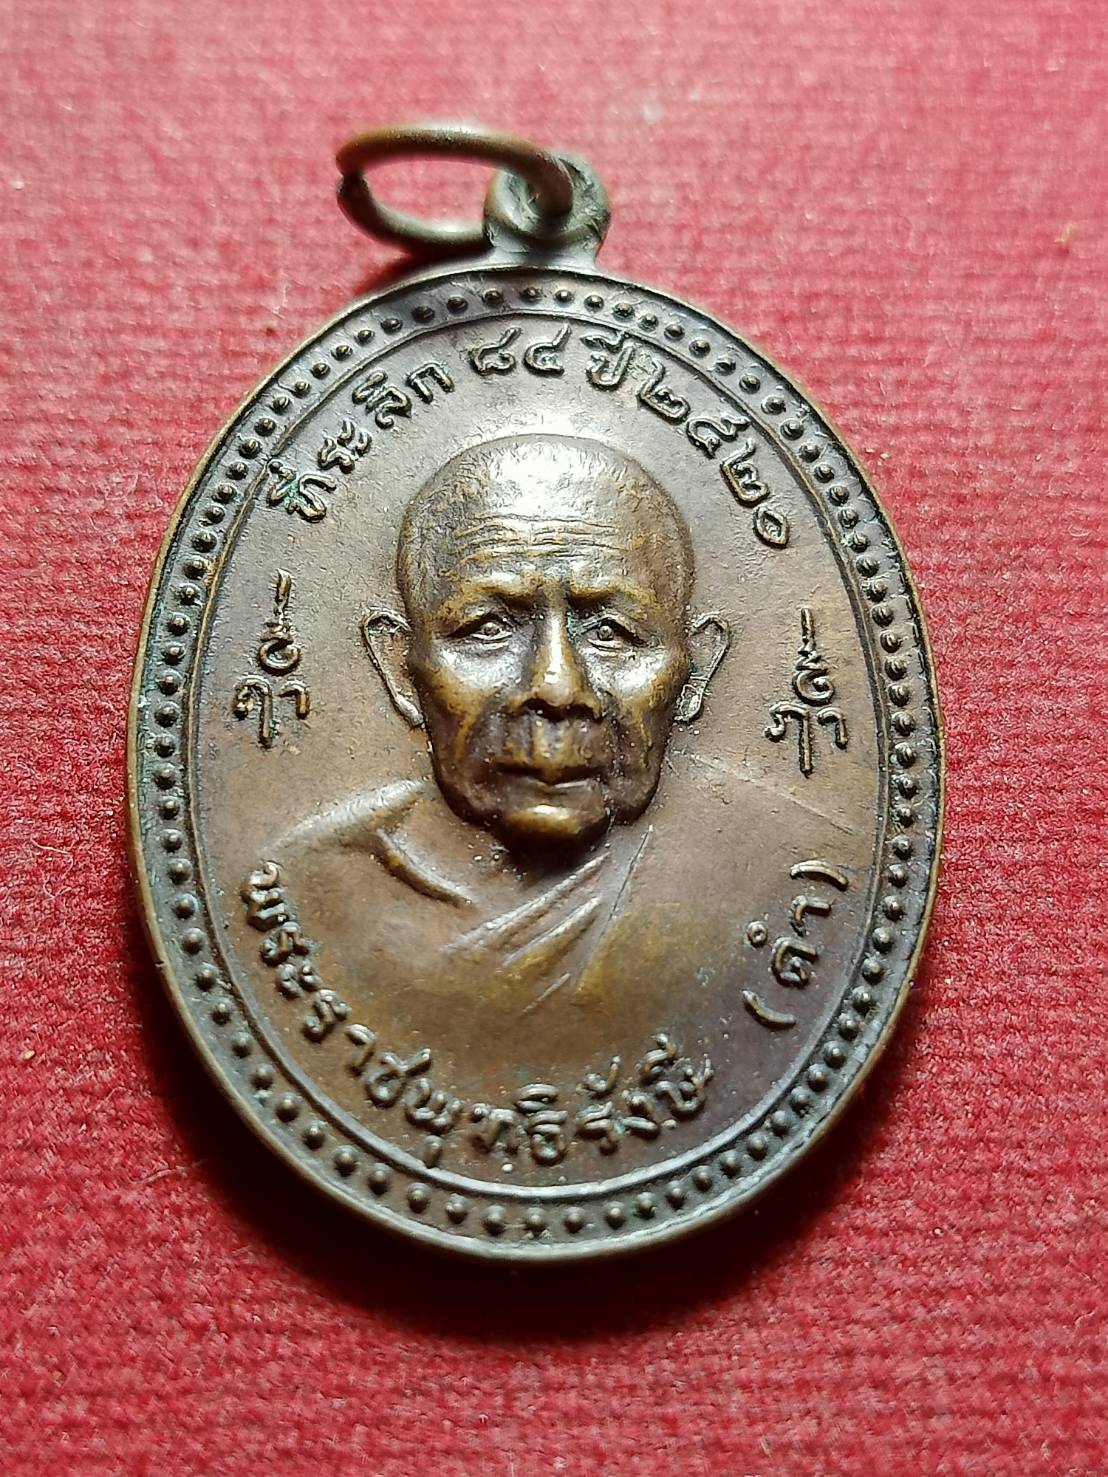 ที่ระลึก ๘๔ ปี ๒๕๒๐
พระราชพุทธิรังษี (ดำ)